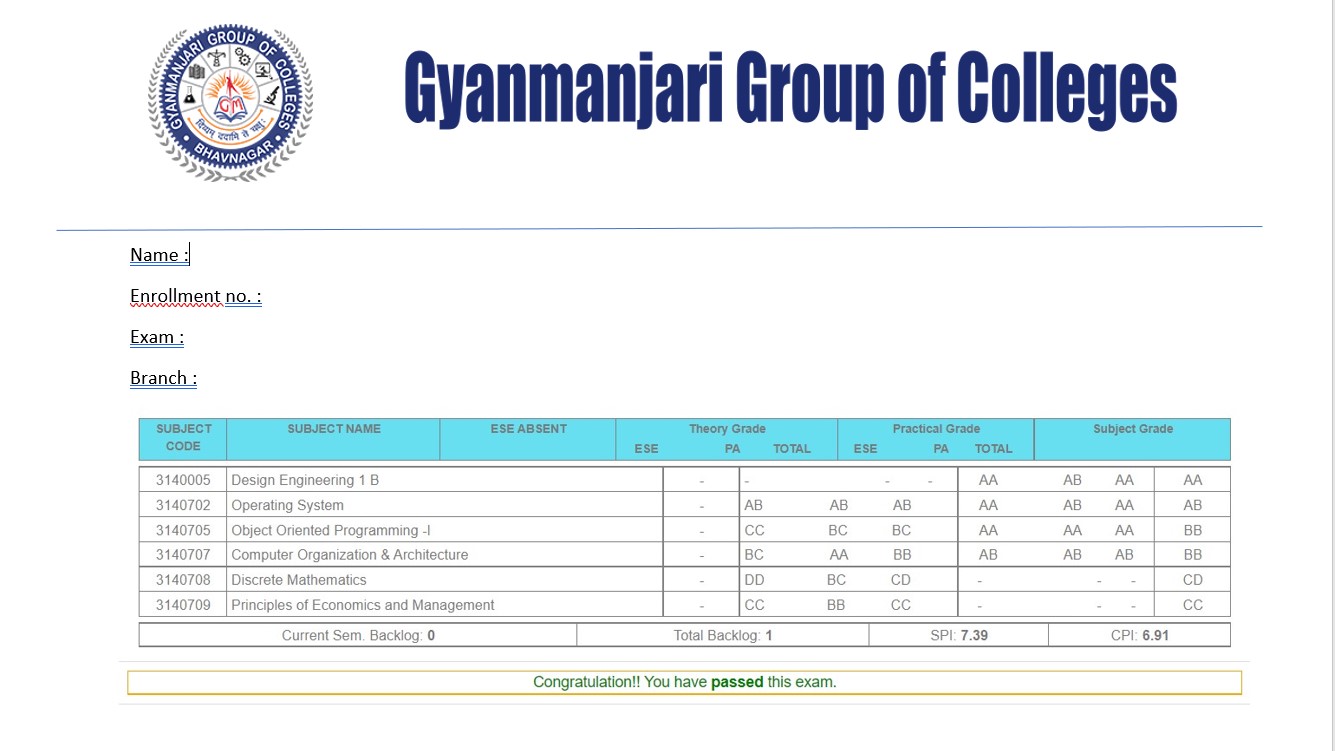 GYANMANJARI GROUP OF COLLEGES
GM
दिव्यम् ददामि ते चक्षुः
• BHAVNAGAR •
Gyanmanjari Group of Colleges
Name :
Enrollment no. :
Exam :
Branch :
SUBJECT CODE SUBJECT NAME ESE ABSENT Theory Grade Practical Grade Subject Grade
ESE PA TOTAL ESE PA TOTAL
3140005 Design Engineering 1 B - - - - AA AB AA AA
3140702 Operating System - AB AB AB AA AB AA AB
3140705 Object Oriented Programming -I - CC BC BC AA AA AA BB
3140707 Computer Organization & Architecture - BC AA BB AB AB AB BB
3140708 Discrete Mathematics - DD BC CD - - - CD
3140709 Principles of Economics and Management - CC BB CC - - - CC
Current Sem. Backlog: 0 Total Backlog: 1 SPI: 7.39 CPI: 6.91
Congratulation!! You have passed this exam.